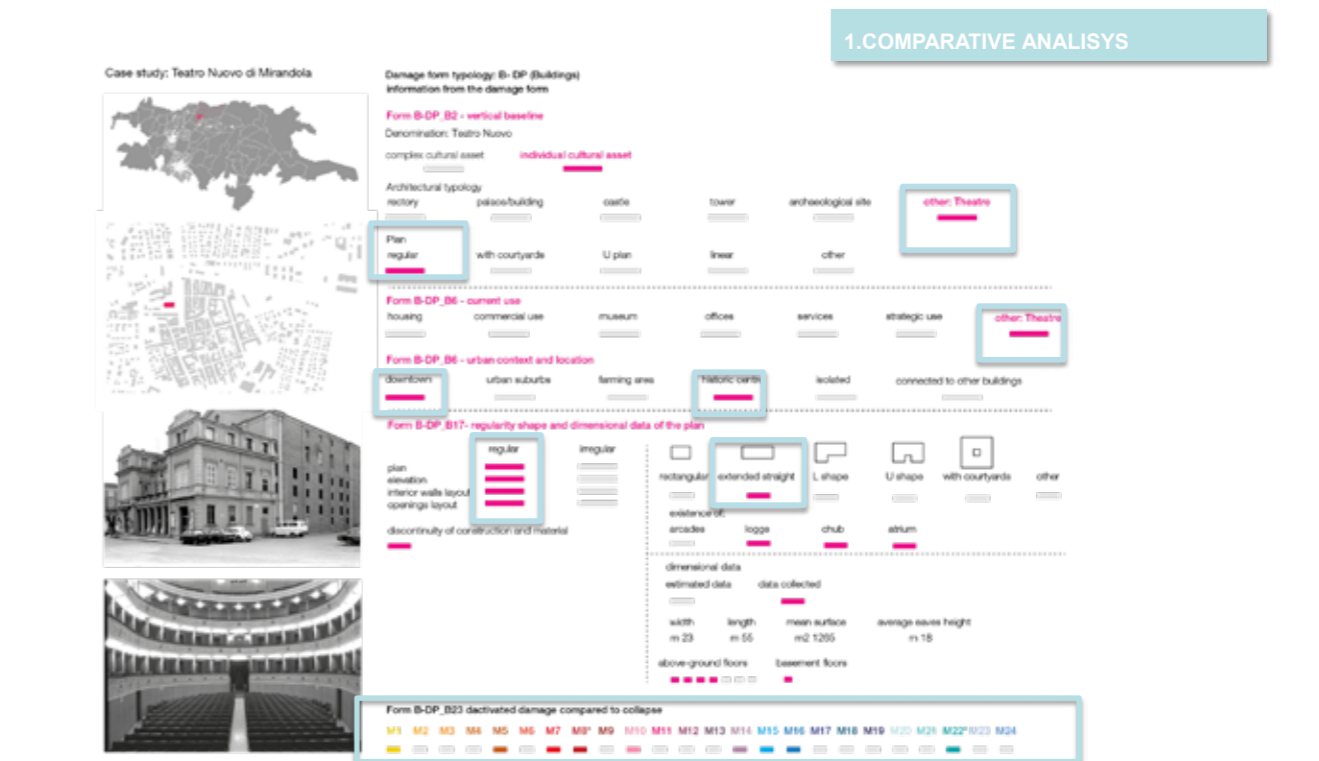 1.COMPARATIVE ANALISYS
Case study: Teatro Nuovo di Mirandola
Damage form typology: B- DP (Buildings)
information from the damage form
Form B-DP_B2 - vertical baseline
Denomination: Teatro Nuovo
complex cultural asset individual cultural asset
Architectural typology
rectory palace/building castle tower archaeological site other: Theatre
Plan
regular with courtyards U plan linear other
Form B-DP_B6 - current use
housing commercial use museum offices services strategic use other: Theatre
Form B-DP_B6 - urban context and location
downtown urban suburbs farming area historic centre isolated connected to other buildings
Form B-DP_B17- regularity shape and dimensional data of the plan
regular irregular
plan
elevation
interior walls layout
openings layout
discontinuity of construction and material
rectangular extended straight L shape U shape with courtyards other
existence of:
arcades loggs chub atrium
dimensional data
estimated data data collected
width length mean surface average eaves height
m 23 m 55 m2 1265 m 18
above-ground floors basement floors
Form B-DP_B23 dactivated damage compared to collapse
M1 M2 M3 M4 M5 M6 M7 M8* M9 M10 M11 M12 M13 M14 M15 M16 M17 M18 M19 M20 M21 M22* M23 M24